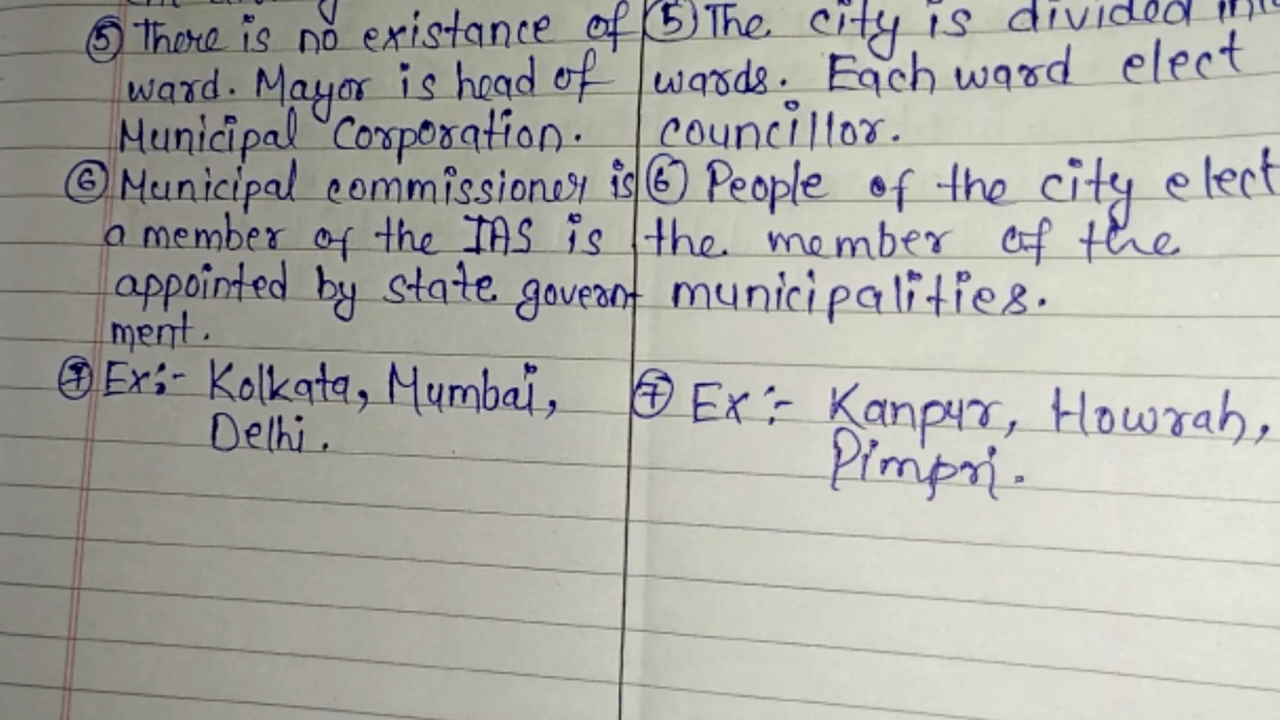 ⑤ There is no existance of
ward. Mayor is head of
Municipal Corporation.
⑥ Municipal commissioner is
a member of the IAS is
appointed by state govern
ment.
⑦ Ex:- Kolkata, Mumbai,
Delhi.
⑤ The city is divided into
wards. Each ward elect
councillor.
⑥ People of the city elect
the member of the
municipalities.
⑦ Ex:- Kanpur, Howrah,
Pimpri.